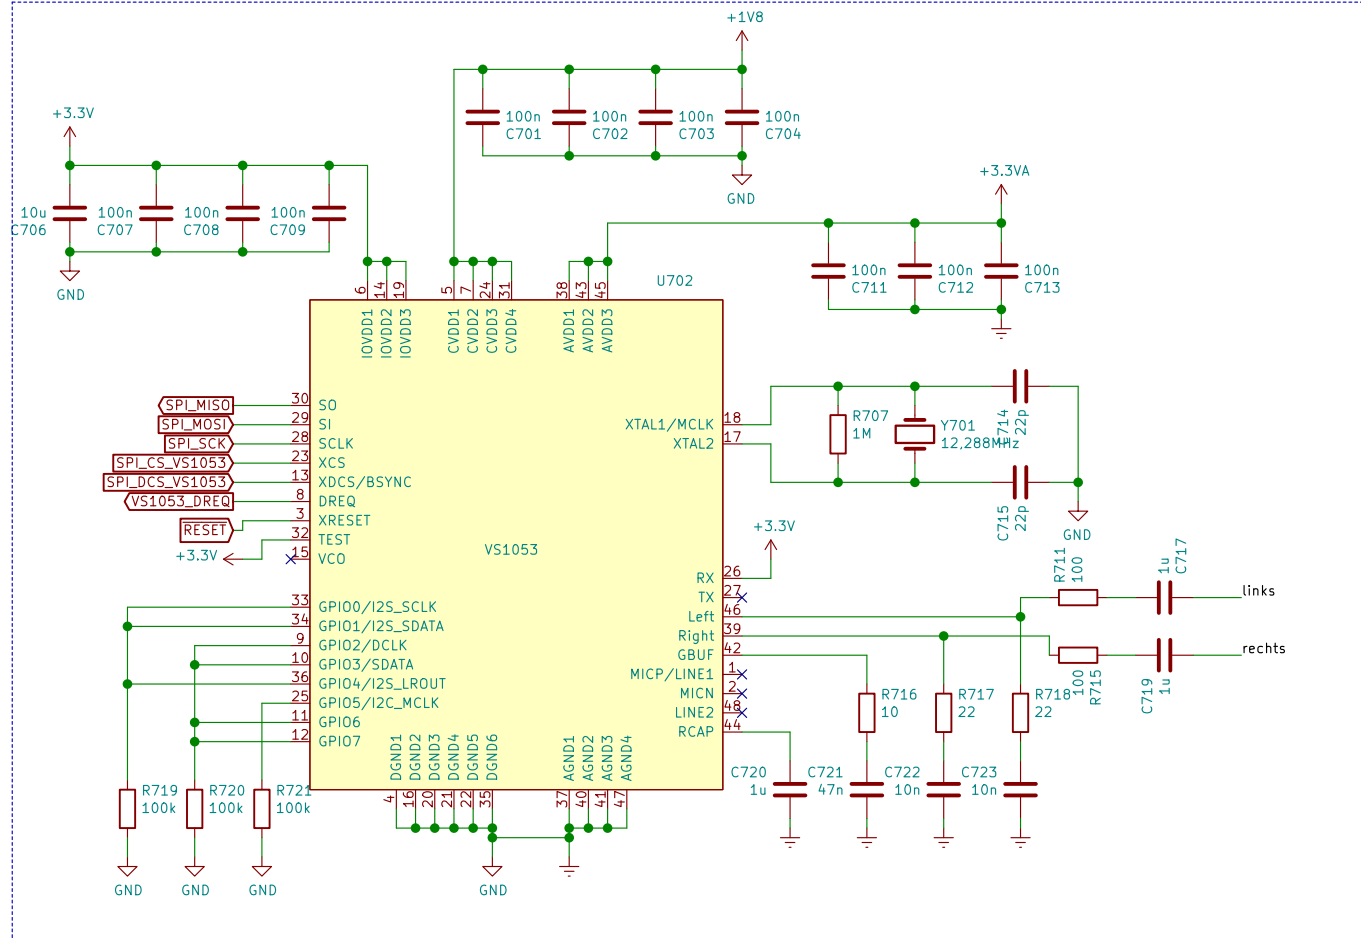 +1V8
100n
C701
100n
C702
100n
C703
100n
C704
GND
+3.3V
10u
C706
100n
C707
100n
C708
100n
C709
GND
+3.3VA
100n
C711
100n
C712
100n
C713
U702
6
14
19
5
7
24
31
38
43
45
IOVDD1
IOVDD2
IOVDD3
CVDD1
CVDD2
CVDD3
CVDD4
AVDD1
AVDD2
AVDD3
SPI_MISO
30
SO
SPI_MOSI
29
SI
SPI_SCK
28
SCLK
SPI_CS_VS1053
23
XCS
SPI_DCS_VS1053
13
XDCS/BSYNC
VS1053_DREQ
8
DREQ
RESET
3
XRESET
32
TEST
+3.3V
15
VCO
VS1053
33
GPIO0/I2S_SCLK
34
GPIO1/I2S_SDATA
9
GPIO2/DCLK
10
GPIO3/SDATA
36
GPIO4/I2S_LROUT
25
GPIO5/I2C_MCLK
11
GPIO6
12
GPIO7
XTAL1/MCLK
18
XTAL2
17
R707
1M
Y701
12,288MHz
C714
22p
C715
22p
GND
+3.3V
RX
26
TX
27
Left
46
Right
39
GBUF
42
MICP/LINE1
1
MICN
2
LINE2
48
RCAP
44
R711
100
1u
C717
links
100
R715
C719
1u
rechts
R716
10
R717
22
R718
22
C720
1u
C721
47n
C722
10n
C723
10n
DGND1
DGND2
DGND3
DGND4
DGND5
DGND6
AGND1
AGND2
AGND3
AGND4
4
16
20
21
22
35
37
40
41
47
R719
100k
R720
100k
R721
100k
GND
GND
GND
GND